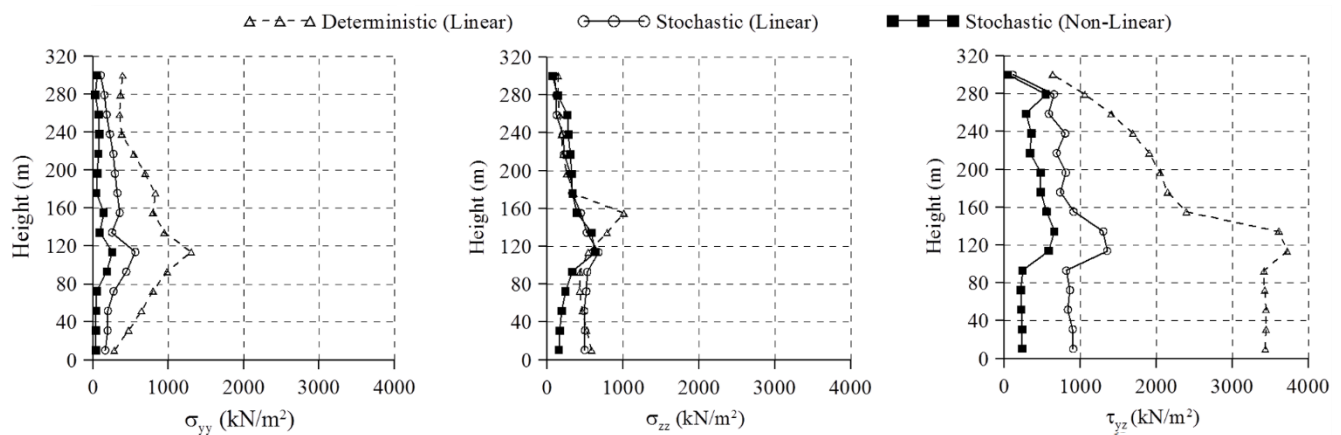 Deterministic (Linear) Stochastic (Linear) Stochastic (Non-Linear)
320
280
240
200
160
120
80
40
0
Height (m)
0 1000 2000 3000 4000
σyy (kN/m²)
320
280
240
200
160
120
80
40
0
Height (m)
0 1000 2000 3000 4000
σzz (kN/m²)
320
280
240
200
160
120
80
40
0
Height (m)
0 1000 2000 3000 4000
τyz (kN/m²)